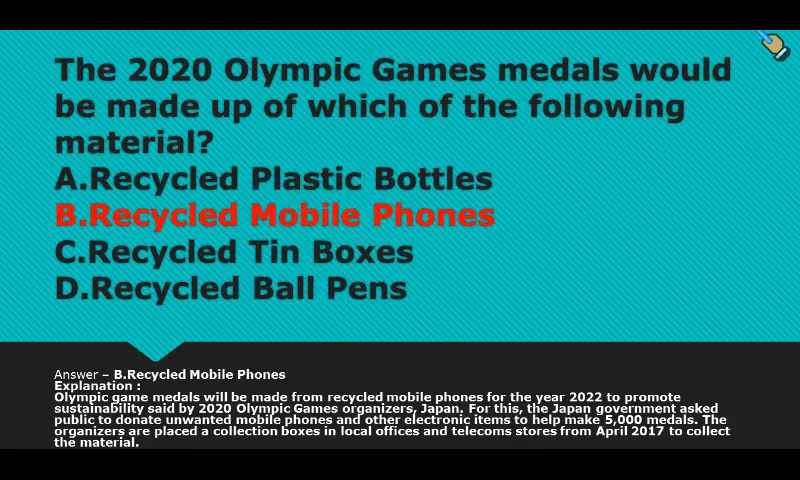 The 2020 Olympic Games medals would
be made up of which of the following
material?
A.Recycled Plastic Bottles
B.Recycled Mobile Phones
C.Recycled Tin Boxes
D.Recycled Ball Pens
Answer – B.Recycled Mobile Phones
Explanation :
Olympic game medals will be made from recycled mobile phones for the year 2022 to promote
sustainability said by 2020 Olympic Games organizers, Japan. For this, the Japan government asked
public to donate unwanted mobile phones and other electronic items to help make 5,000 medals. The
organizers are placed a collection boxes in local offices and telecoms stores from April 2017 to collect
the material.